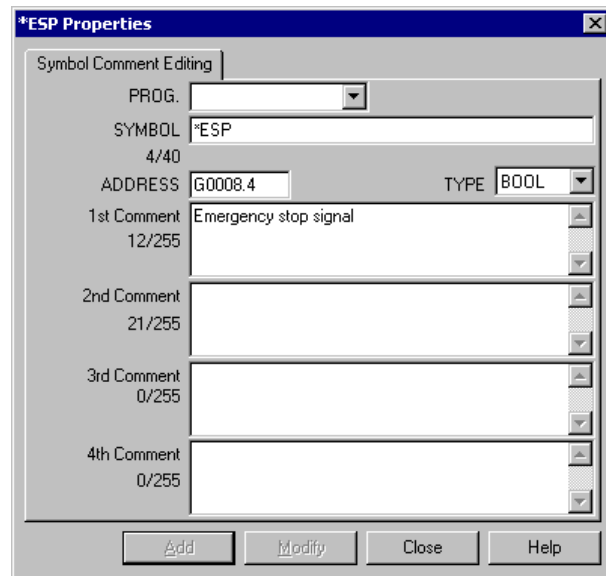 *ESP Properties
Symbol Comment Editing
PROG.
SYMBOL *ESP
4/40
ADDRESS G0008.4 TYPE BOOL
1st Comment Emergency stop signal
12/255
2nd Comment
21/255
3rd Comment
0/255
4th Comment
0/255
Add Modify Close Help